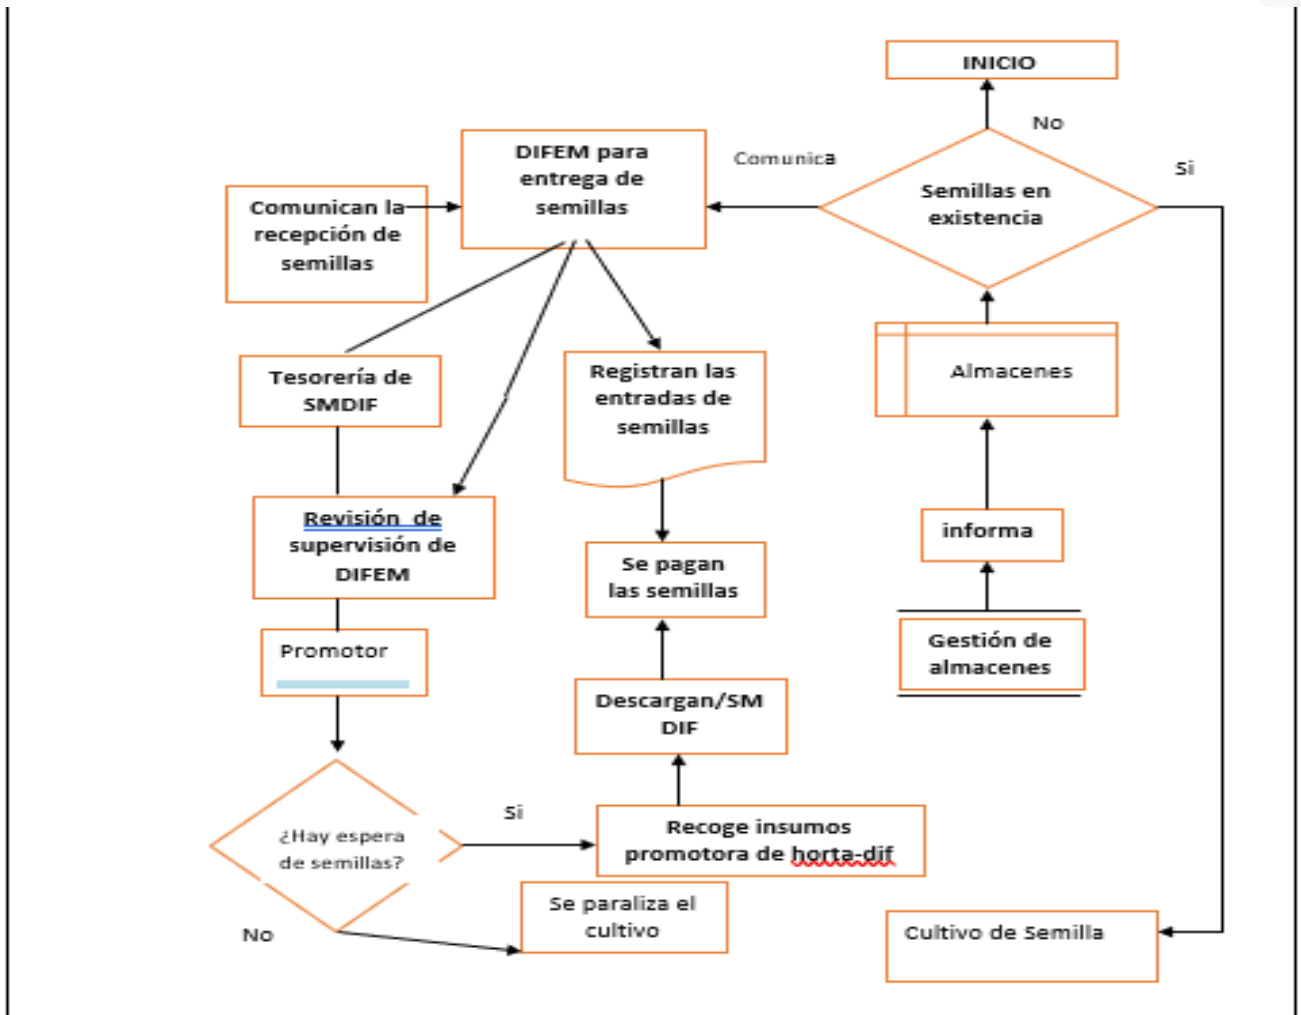 INICIO
No
Comunica
Si
DIFEM para
entrega de
semillas
Semillas en
existencia
Comunican la
recepción de
semillas
Tesorería de
SMDIF
Registran las
entradas de
semillas
Almacenes
Revisión de
supervisión de
DIFEM
Se pagan
las semillas
informa
Promotor
Gestión de
almacenes
Descargan/SM
DIF
¿Hay espera
de semillas?
Si
Recoge insumos
promotora de horta-dif
No
Se paraliza el
cultivo
Cultivo de Semilla